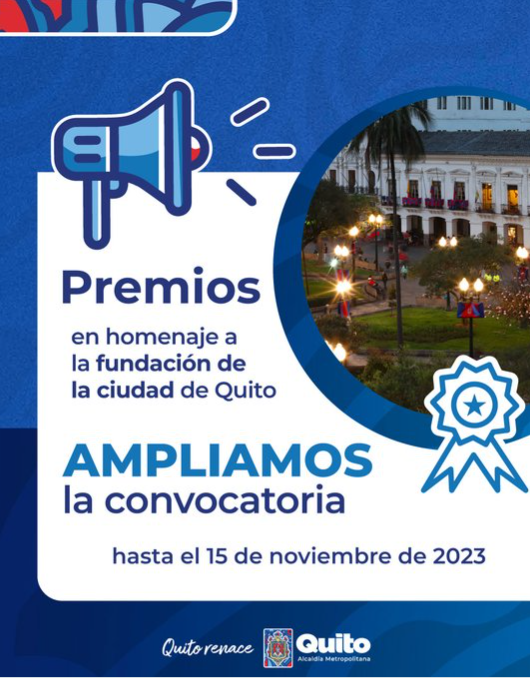 Premios
en homenaje a
la fundación de
la ciudad de Quito
AMPLIAMOS
la convocatoria
hasta el 15 de noviembre de 2023
Quito renace
Quito
Alcaldía Metropolitana